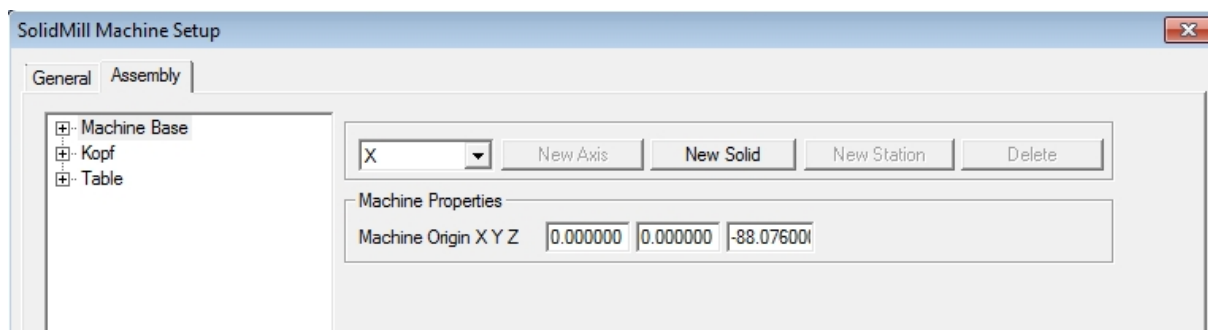 SolidMill Machine Setup
General Assembly
Machine Base
Kopf
Table
X New Axis New Solid New Station Delete
Machine Properties
Machine Origin X Y Z 0.000000 0.000000 -88.076000